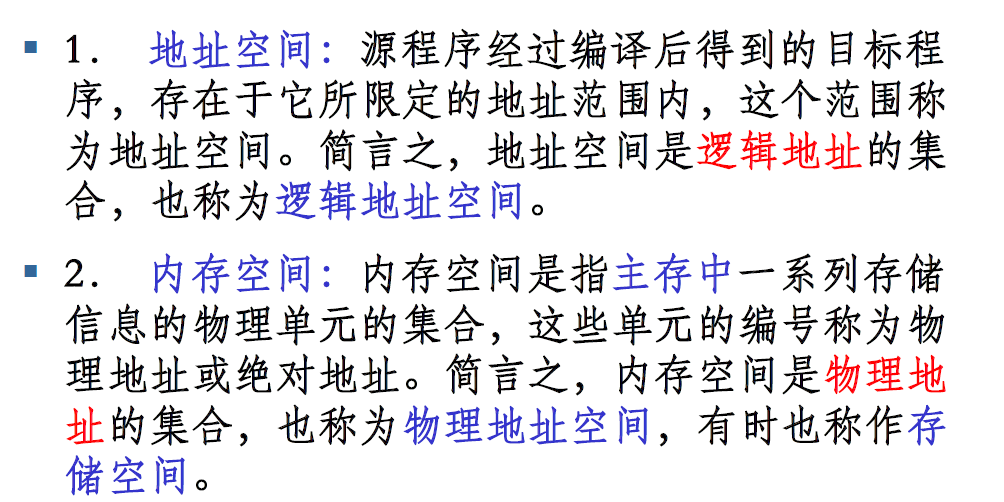 ▪ 1. 地址空间：源程序经过编译后得到的目标程
序，存在于它所限定的地址范围内，这个范围称
为地址空间。简言之，地址空间是逻辑地址的集
合，也称为逻辑地址空间。
▪ 2. 内存空间：内存空间是指主存中一系列存储
信息的物理单元的集合，这些单元的编号称为物
理地址或绝对地址。简言之，内存空间是物理地
址的集合，也称为物理地址空间，有时也称作存
储空间。